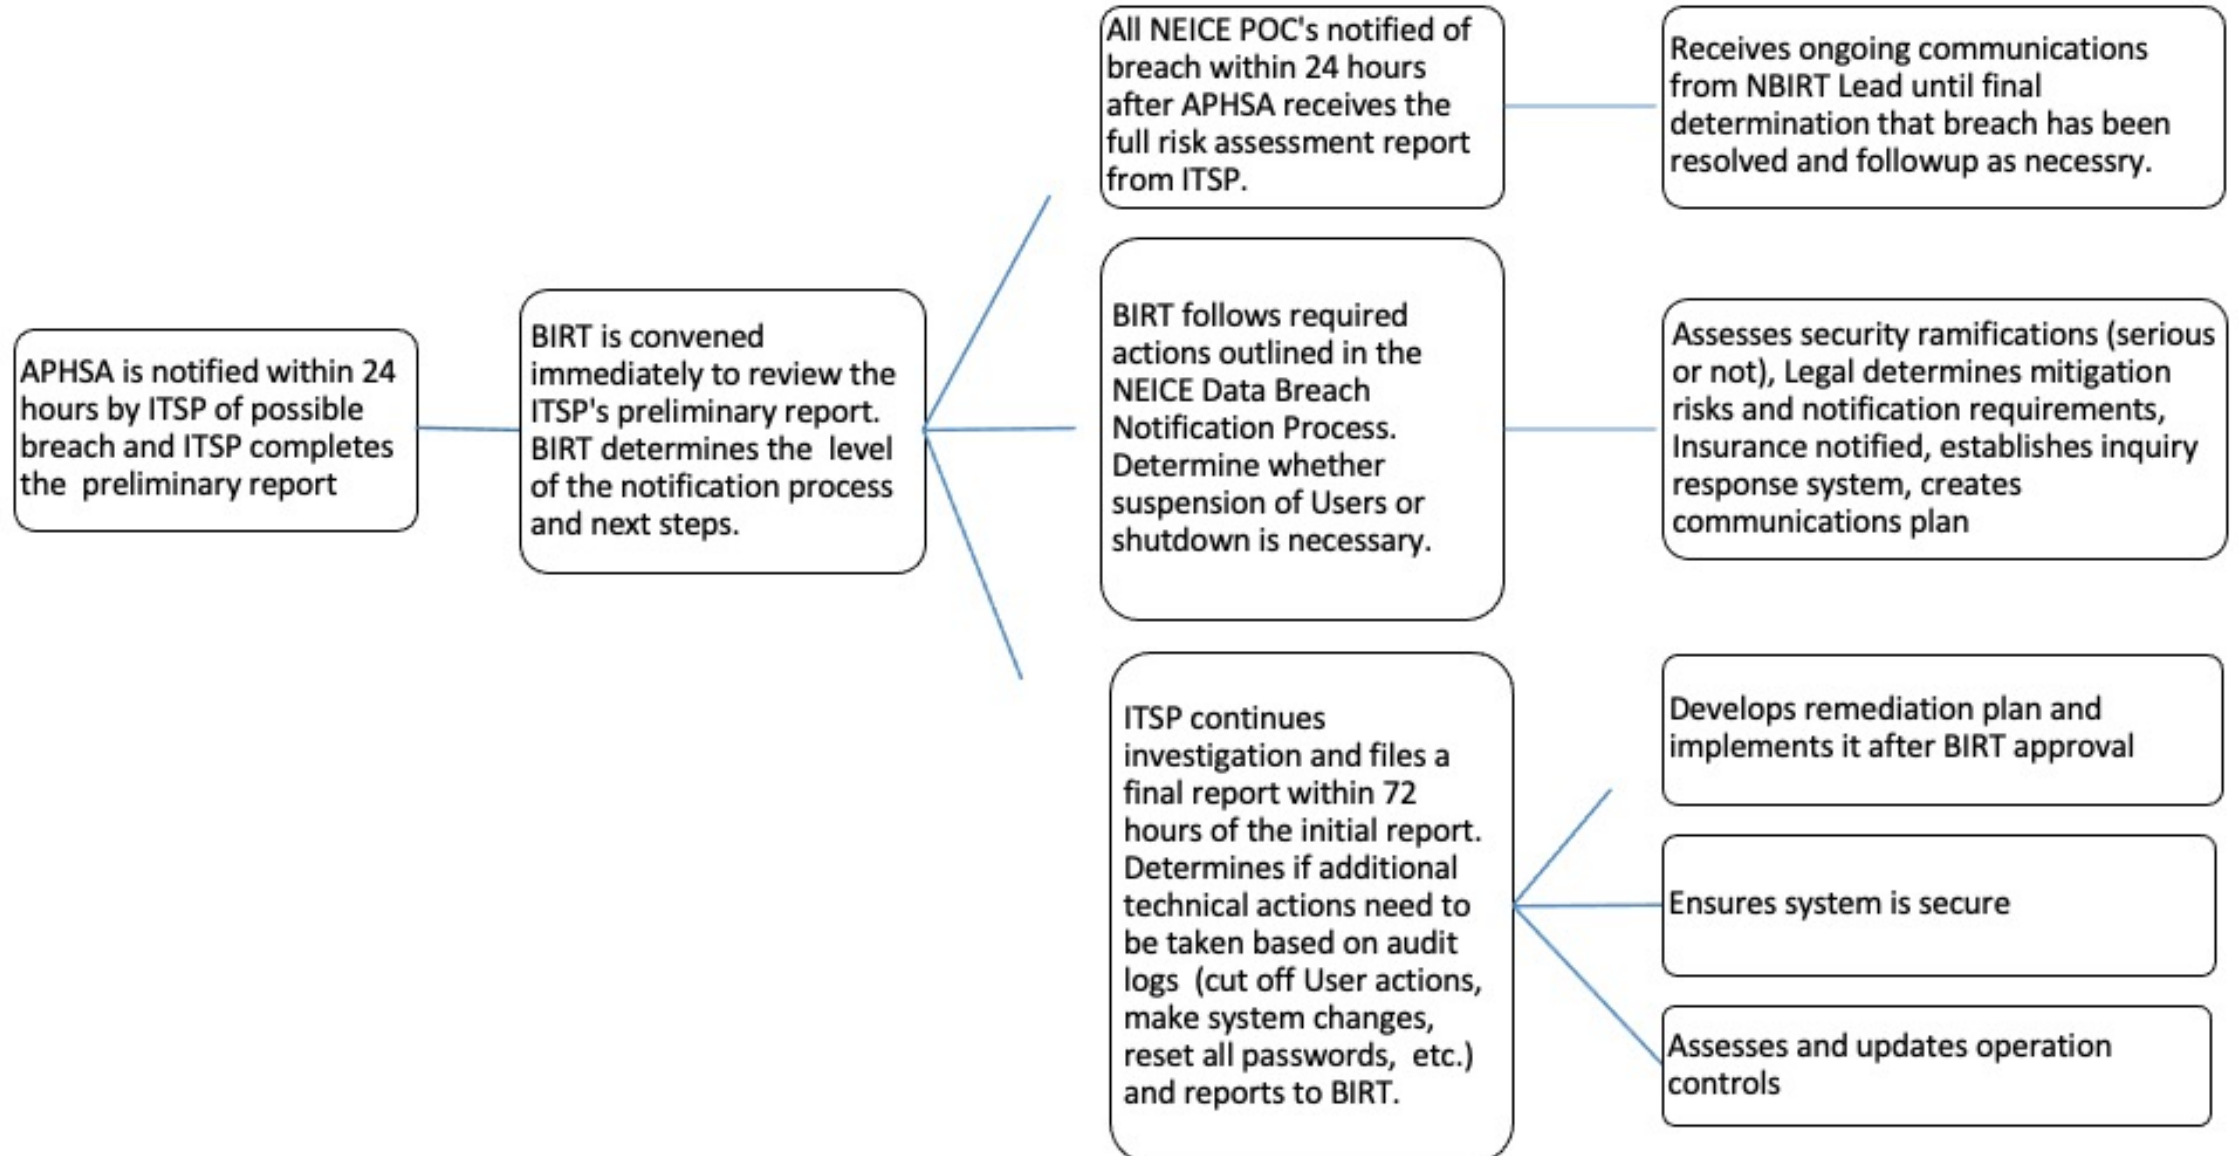 APHSA is notified within 24
hours by ITSP of possible
breach and ITSP completes
the  preliminary report
BIRT is convened
immediately to review the
ITSP's preliminary report.
BIRT determines the  level
of the notification process
and next steps.
All NEICE POC's notified of
breach within 24 hours
after APHSA receives the
full risk assessment report
from ITSP.
Receives ongoing communications
from NBIRT Lead until final
determination that breach has been
resolved and followup as necessry.
BIRT follows required
actions outlined in the
NEICE Data Breach
Notification Process.
Determine whether
suspension of Users or
shutdown is necessary.
Assesses security ramifications (serious
or not), Legal determines mitigation
risks and notification requirements,
Insurance notified, establishes inquiry
response system, creates
communications plan
ITSP continues
investigation and files a
final report within 72
hours of the initial report.
Determines if additional
technical actions need to
be taken based on audit
logs  (cut off User actions,
make system changes,
reset all passwords,  etc.)
and reports to BIRT.
Develops remediation plan and
implements it after BIRT approval
Ensures system is secure
Assesses and updates operation
controls